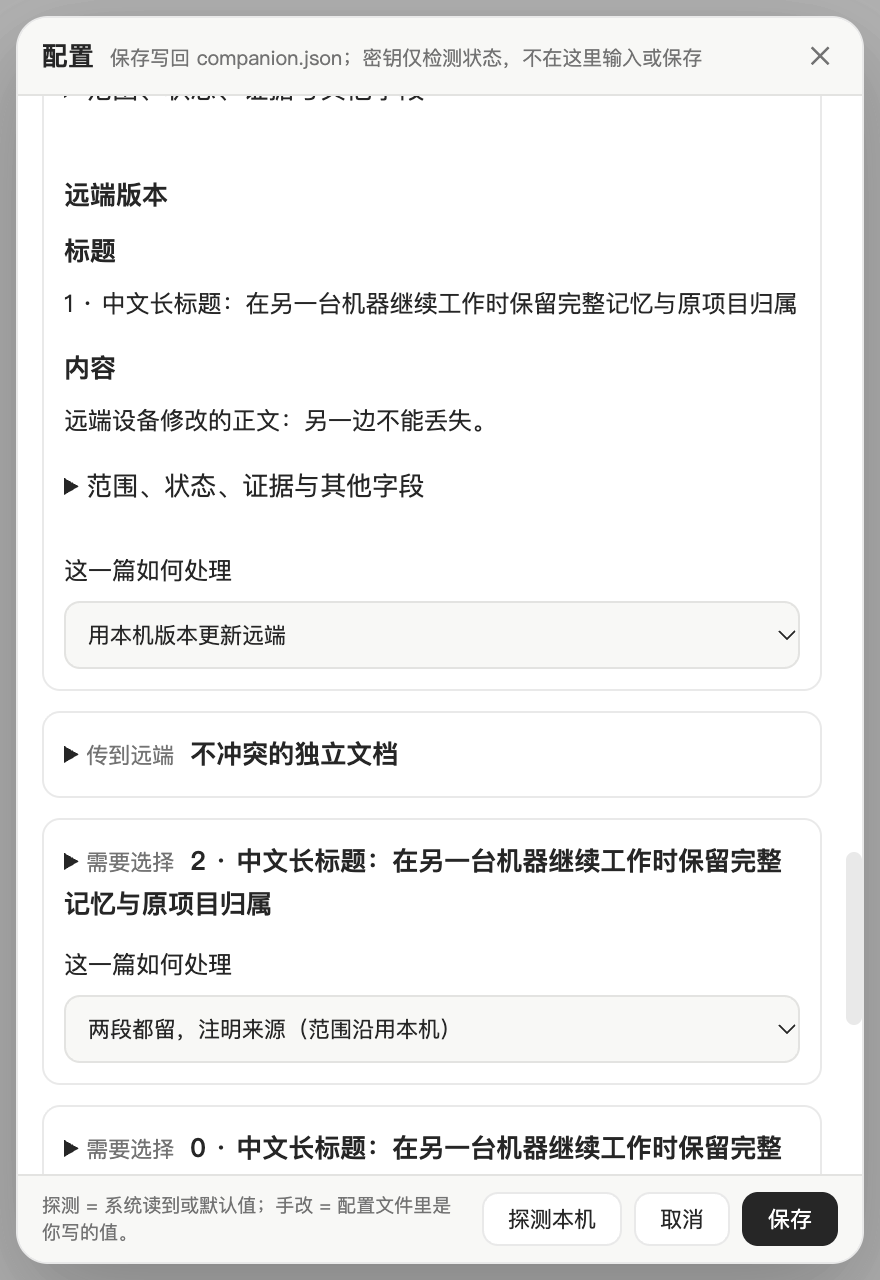 配置 保存写回 companion.json；密钥仅检测状态，不在这里输入或保存
范围、状态、证据与其他字段
远端版本
标题
1 · 中文长标题：在另一台机器继续工作时保留完整记忆与原项目归属
内容
远端设备修改的正文：另一边不能丢失。
▶ 范围、状态、证据与其他字段
这一篇如何处理
用本机版本更新远端
▶ 传到远端 不冲突的独立文档
▶ 需要选择 2 · 中文长标题：在另一台机器继续工作时保留完整
记忆与原项目归属
这一篇如何处理
两段都留，注明来源（范围沿用本机）
▶ 需要选择 0 · 中文长标题：在另一台机器继续工作时保留完整
探测 = 系统读到或默认值；手改 = 配置文件里是
你写的值。
探测本机 取消 保存